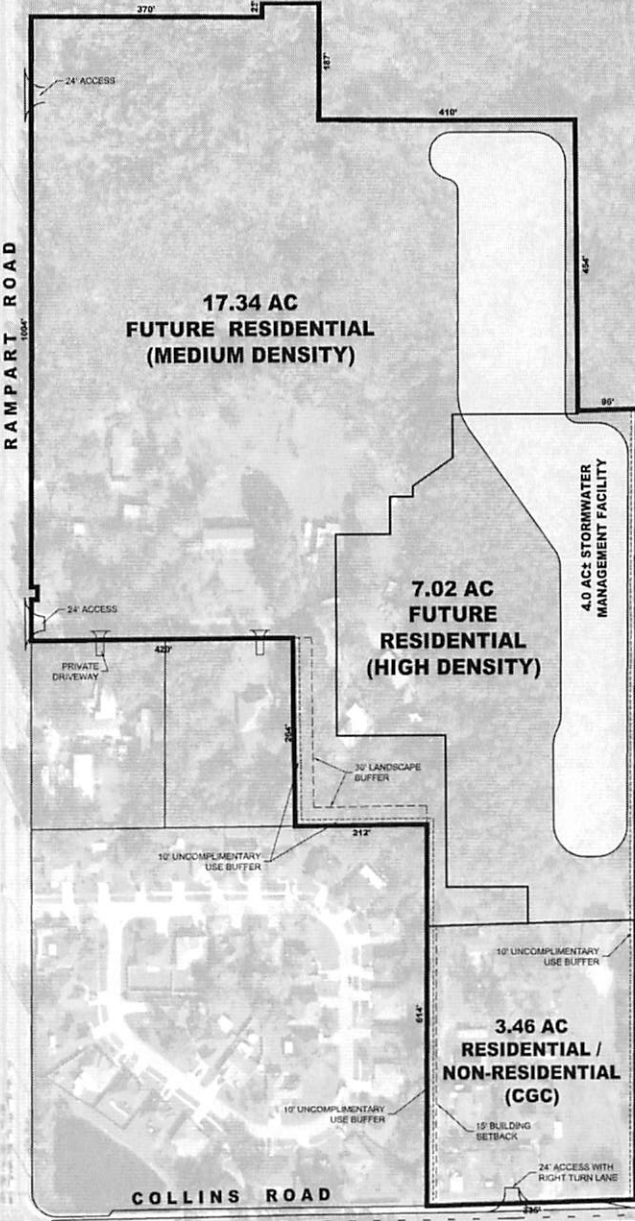 370'
22'
187'
24' ACCESS
410'
454'
RAMPART ROAD
1004'
17.34 AC
FUTURE RESIDENTIAL
(MEDIUM DENSITY)
96'
4.0 AC± STORMWATER
MANAGEMENT FACILITY
7.02 AC
FUTURE
RESIDENTIAL
(HIGH DENSITY)
24' ACCESS
420'
PRIVATE
DRIVEWAY
204'
30' LANDSCAPE
BUFFER
212'
10' UNCOMPLIMENTARY
USE BUFFER
10' UNCOMPLIMENTARY
USE BUFFER
614'
3.46 AC
RESIDENTIAL /
NON-RESIDENTIAL
(CGC)
10' UNCOMPLIMENTARY
USE BUFFER
15' BUILDING
SETBACK
24' ACCESS WITH
RIGHT TURN LANE
COLLINS ROAD